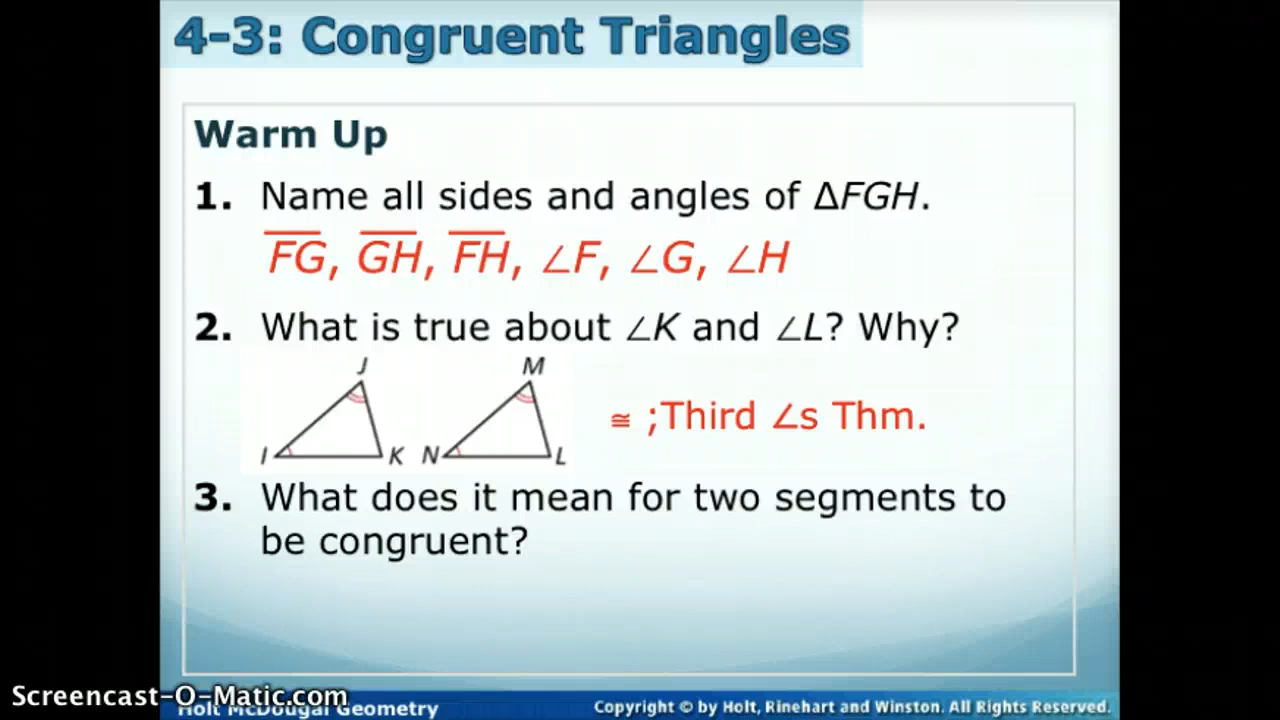 4-3: Congruent Triangles
Warm Up
1. Name all sides and angles of ΔFGH.
FG, GH, FH, ∠F, ∠G, ∠H
2. What is true about ∠K and ∠L? Why?
J M
I K N L
≅ ;Third ∠s Thm.
3. What does it mean for two segments to
be congruent?
Screencast-O-Matic.com
Holt McDougal Geometry
Copyright © by Holt, Rinehart and Winston. All Rights Reserved.